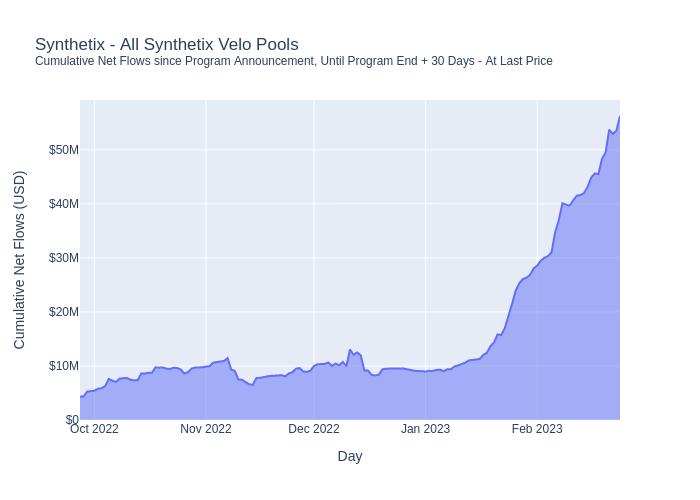 Synthetix - All Synthetix Velo Pools
Cumulative Net Flows since Program Announcement, Until Program End + 30 Days - At Last Price
Cumulative Net Flows (USD)
$50M
$40M
$30M
$20M
$10M
$0
Oct 2022 Nov 2022 Dec 2022 Jan 2023 Feb 2023
Day